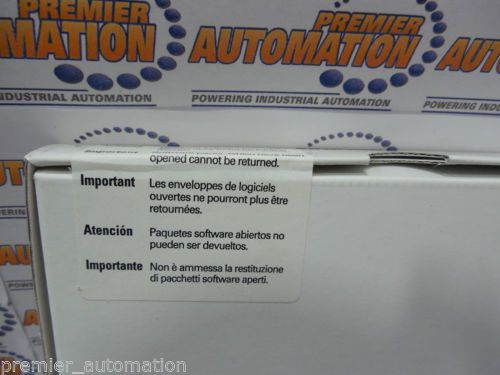 PREMIER
AUTOMATION
POWERING INDUSTRIAL AUTOMATION
INDUSTRIAL AUTOMATION
opened cannot be returned.
Important Les enveloppes de logiciels
ouvertes ne pourront plus être
retournées.
Atención Paquetes software abiertos no
pueden ser devueltos.
Importante Non è ammessa la restituzione
di pacchetti software aperti.
premier_automation